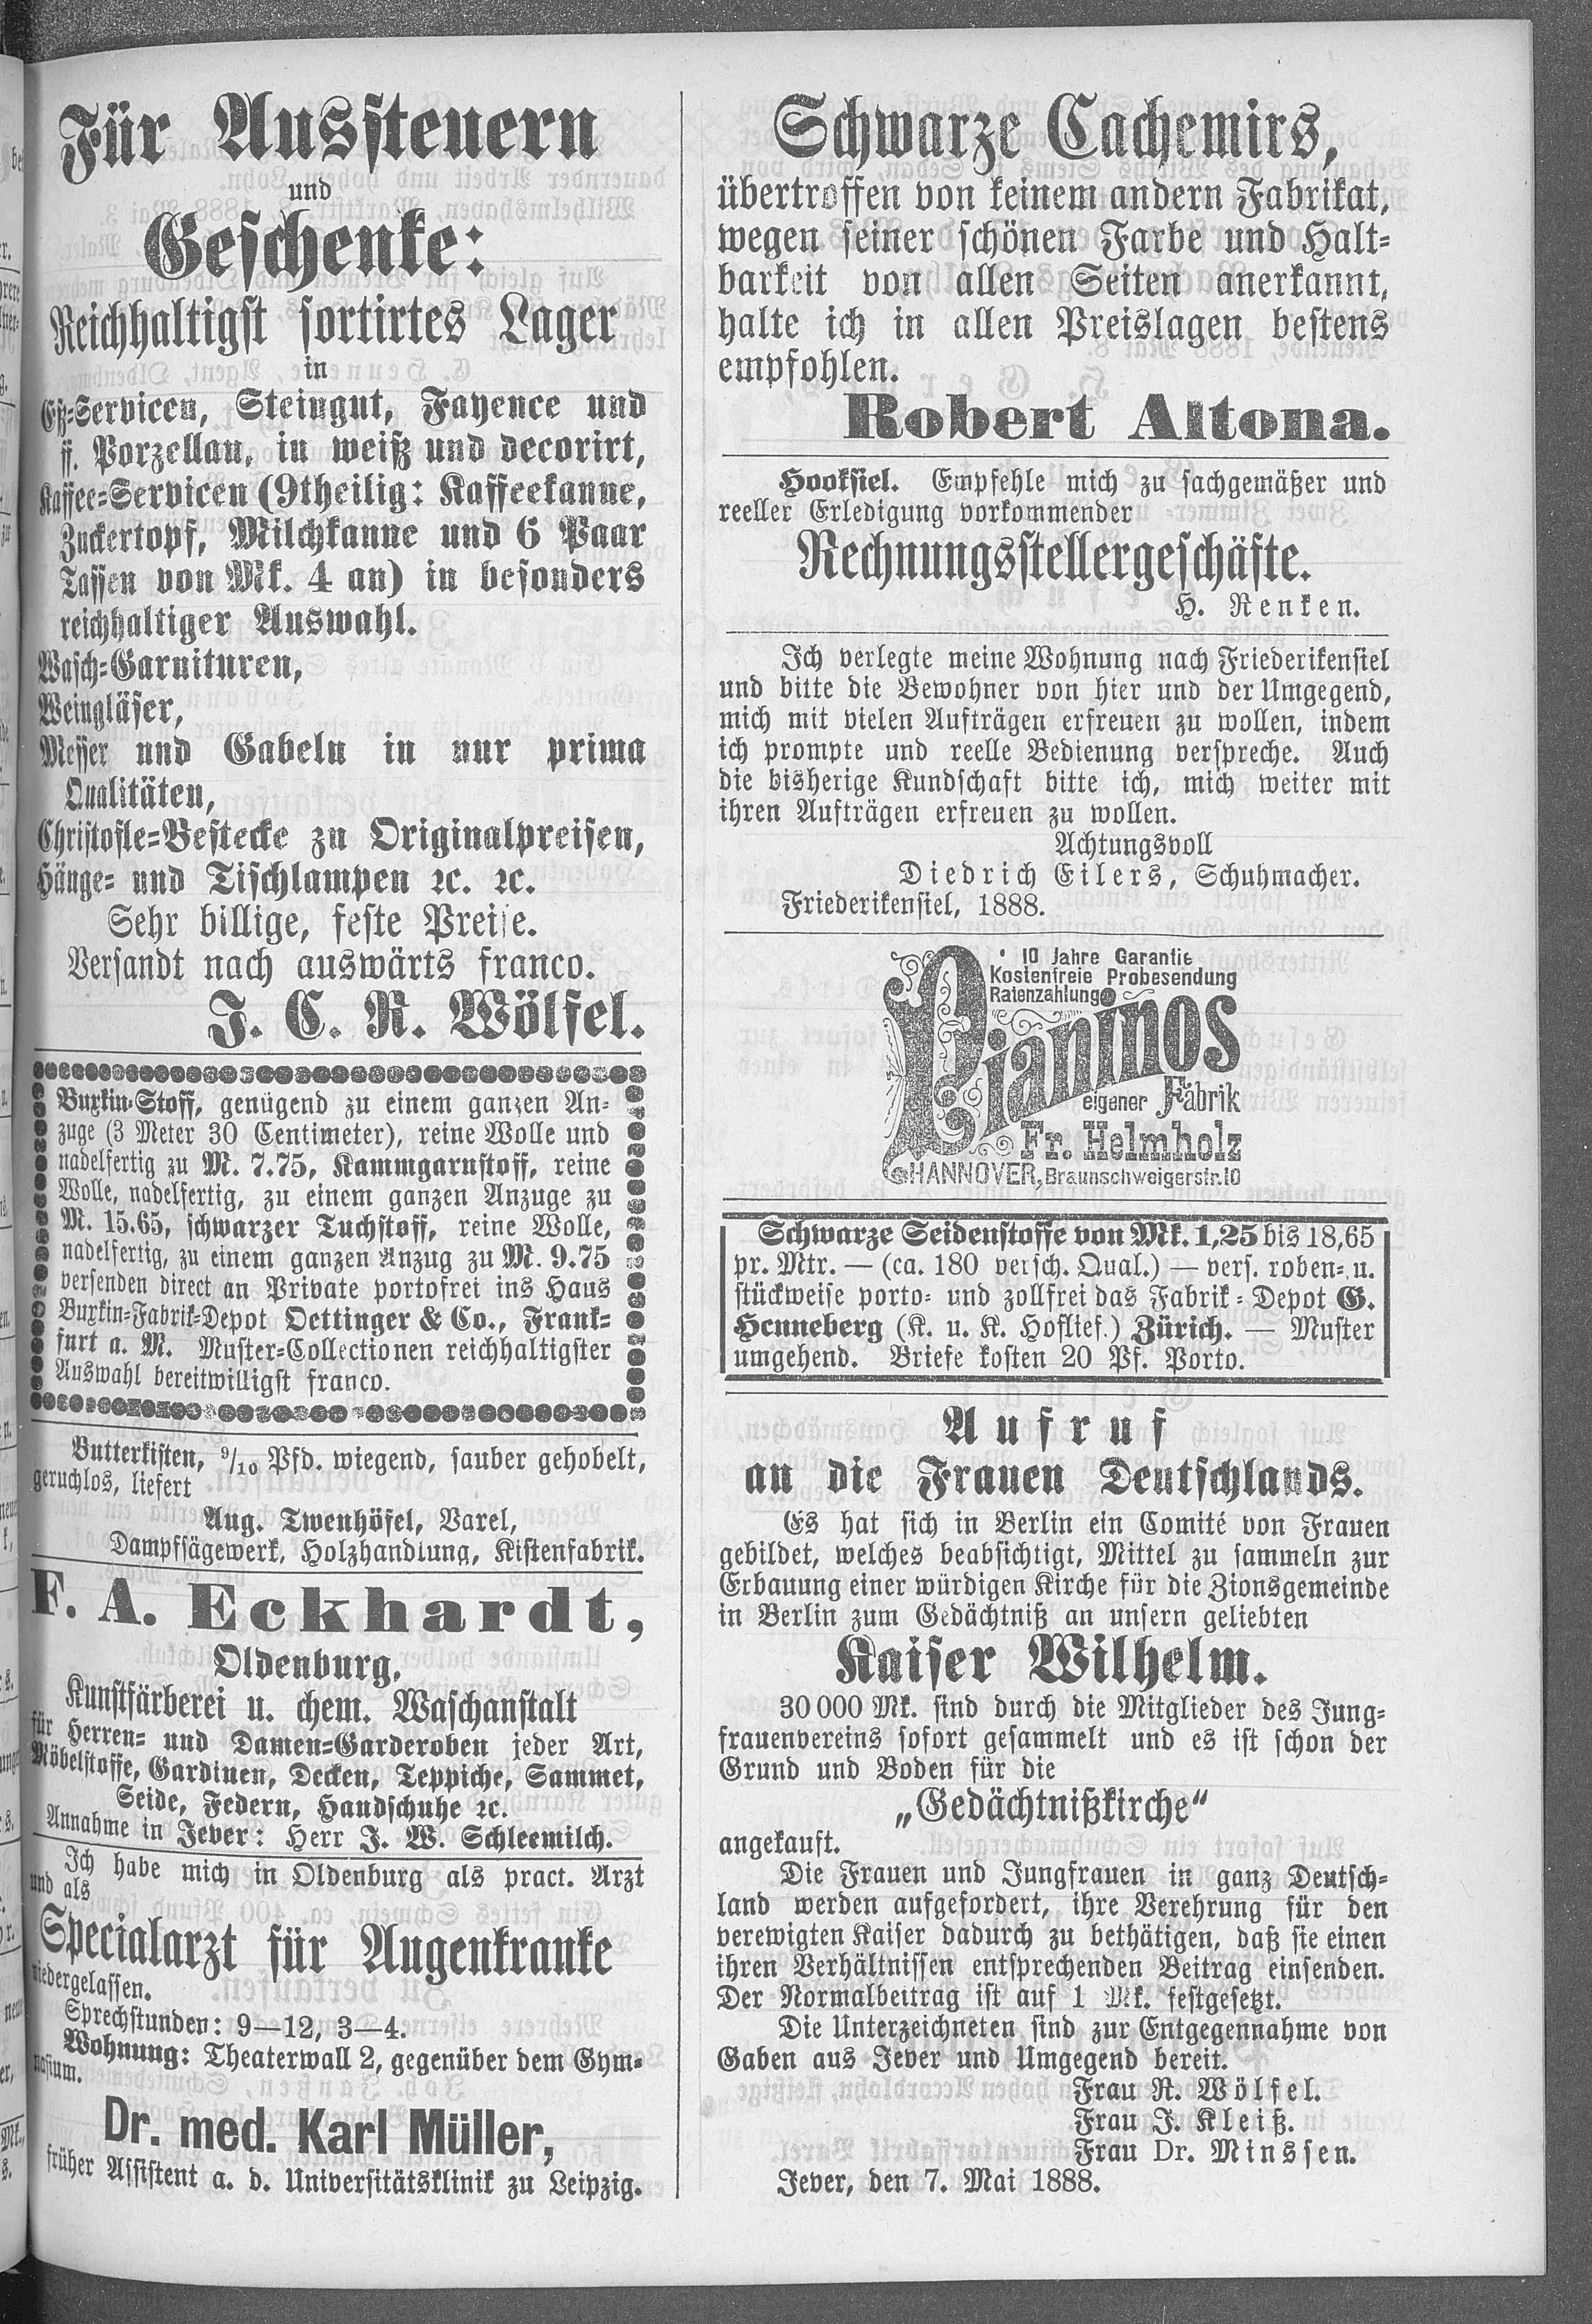 Für Aussteuern
und
Geschenke:
Reichhaltigst sortirtes Lager
in
Eß-Servicen, Steingut, Fayence und
ff. Porzellan, in weiß und decorirt,
Kaffee-Servicen (9theilig: Kaffeekanne,
Zuckertopf, Milchkanne und 6 Paar
Tassen von Mk. 4 an) in besonders
reichhaltiger Auswahl.
Wasch-Garnituren,
Weingläser,
Messer und Gabeln in nur prima
Qualitäten,
Christofle-Bestecke zu Originalpreisen,
Hänge- und Tischlampen ꝛc. ꝛc.
Sehr billige, feste Preise.
Versandt nach auswärts franco.
J. C. R. Wölfel.
Buxkin-Stoff, genügend zu einem ganzen An-
zuge (3 Meter 30 Centimeter), reine Wolle und
nadelfertig zu M. 7.75, Kammgarnstoff, reine
Wolle, nadelfertig, zu einem ganzen Anzuge zu
M. 15.65, schwarzer Tuchstoff, reine Wolle,
nadelfertig, zu einem ganzen Anzug zu M. 9.75
versenden direct an Private portofrei ins Haus
Buxkin-Fabrik-Depot Oettinger & Co., Frank-
furt a. M. Muster-Collectionen reichhaltigster
Auswahl bereitwilligst franco.
Butterkisten, 9/10 Pfd. wiegend, sauber gehobelt,
geruchlos, liefert
Aug. Twenhöfel, Varel,
Dampfsägewerk, Holzhandlung, Kistenfabrik.
F. A. Eckhardt,
Oldenburg,
Kunstfärberei u. chem. Waschanstalt
für Herren- und Damen-Garderoben jeder Art,
Möbelstoffe, Gardinen, Decken, Teppiche, Sammet,
Seide, Federn, Handschuhe ꝛc.
Annahme in Jever: Herr J. W. Schleemilch.
Ich habe mich in Oldenburg als pract. Arzt
und als
Specialarzt für Augenkranke
niedergelassen.
Sprechstunden: 9—12, 3—4.
Wohnung: Theaterwall 2, gegenüber dem Gym-
nasium.
Dr. med. Karl Müller,
früher Assistent a. d. Universitätsklinik zu Leipzig.
Schwarze Cachemirs,
übertroffen von keinem andern Fabrikat,
wegen seiner schönen Farbe und Halt-
barkeit von allen Seiten anerkannt,
halte ich in allen Preislagen bestens
empfohlen.
Robert Altona.
Hooksiel. Empfehle mich zu sachgemäßer und
reeller Erledigung vorkommender
Rechnungsstellergeschäfte.
H. Renken.
Ich verlegte meine Wohnung nach Friederikensiel
und bitte die Bewohner von hier und der Umgegend,
mich mit vielen Aufträgen erfreuen zu wollen, indem
ich prompte und reelle Bedienung verspreche. Auch
die bisherige Kundschaft bitte ich, mich weiter mit
ihren Aufträgen erfreuen zu wollen.
Achtungsvoll
Diedrich Eilers, Schuhmacher.
Friederikensiel, 1888.
10 Jahre Garantie
Kostenfreie Probesendung
Ratenzahlung
Pianinos
eigener Fabrik
Fr. Helmholz
HANNOVER, Braunschweigerstr. 10
Schwarze Seidenstoffe von Mk. 1,25 bis 18,65
pr. Mtr. — (ca. 180 versch. Qual.) — vers. roben- u.
stückweise porto- und zollfrei das Fabrik-Depot G.
Henneberg (K. u. K. Hoflief.) Zürich. — Muster
umgehend. Briefe kosten 20 Pf. Porto.
Aufruf
an die Frauen Deutschlands.
Es hat sich in Berlin ein Comité von Frauen
gebildet, welches beabsichtigt, Mittel zu sammeln zur
Erbauung einer würdigen Kirche für die Zionsgemeinde
in Berlin zum Gedächtniß an unsern geliebten
Kaiser Wilhelm.
30 000 Mk. sind durch die Mitglieder des Jung-
frauenvereins sofort gesammelt und es ist schon der
Grund und Boden für die
„Gedächtnißkirche“
angekauft.
Die Frauen und Jungfrauen in ganz Deutsch-
land werden aufgefordert, ihre Verehrung für den
verewigten Kaiser dadurch zu bethätigen, daß sie einen
ihren Verhältnissen entsprechenden Beitrag einsenden.
Der Normalbeitrag ist auf 1 Mk. festgesetzt.
Die Unterzeichneten sind zur Entgegennahme von
Gaben aus Jever und Umgegend bereit.
Frau R. Wölfel.
Frau J. Kleiß.
Frau Dr. Minssen.
Jever, den 7. Mai 1888.